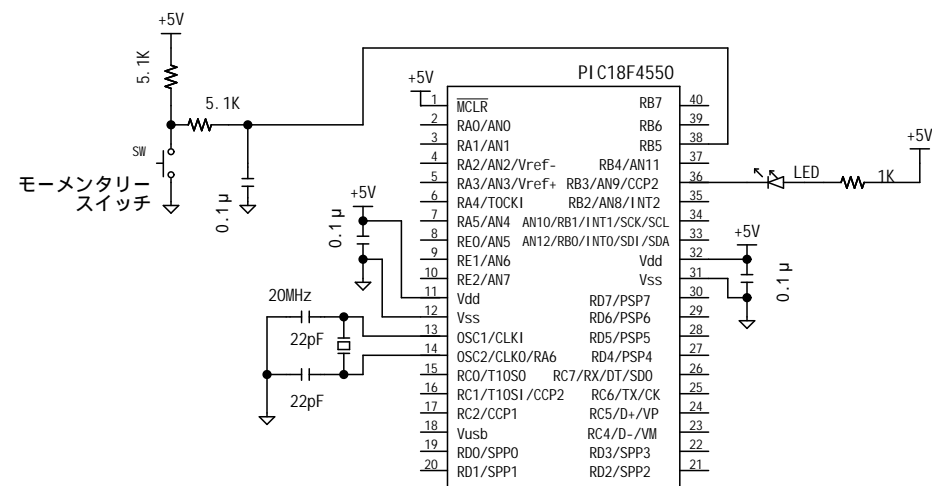 +5V
5.1K
5.1K
SW
モーメンタリー
スイッチ
0.1μ
+5V
0.1μ
20MHz
22pF
22pF
+5V
PIC18F4550
1 MCLR
2 RA0/AN0
3 RA1/AN1
4 RA2/AN2/Vref-
5 RA3/AN3/Vref+
6 RA4/TOCKI
7 RA5/AN4
8 RE0/AN5
9 RE1/AN6
10 RE2/AN7
11 Vdd
12 Vss
13 OSC1/CLKI
14 OSC2/CLKO/RA6
15 RC0/T1OSO
16 RC1/T1OSI/CCP2
17 RC2/CCP1
18 Vusb
19 RD0/SPP0
20 RD1/SPP1
RB7 40
RB6 39
RB5 38
RB4/AN11 37
RB3/AN9/CCP2 36
RB2/AN8/INT2 35
AN10/RB1/INT1/SCK/SCL 34
AN12/RB0/INT0/SDI/SDA 33
Vdd 32
Vss 31
RD7/PSP7 30
RD6/PSP6 29
RD5/PSP5 28
RD4/PSP4 27
RC7/RX/DT/SDO 26
RC6/TX/CK 25
RC5/D+/VP 24
RC4/D-/VM 23
RD3/SPP3 22
RD2/SPP2 21
LED
1K
+5V
+5V
0.1μ